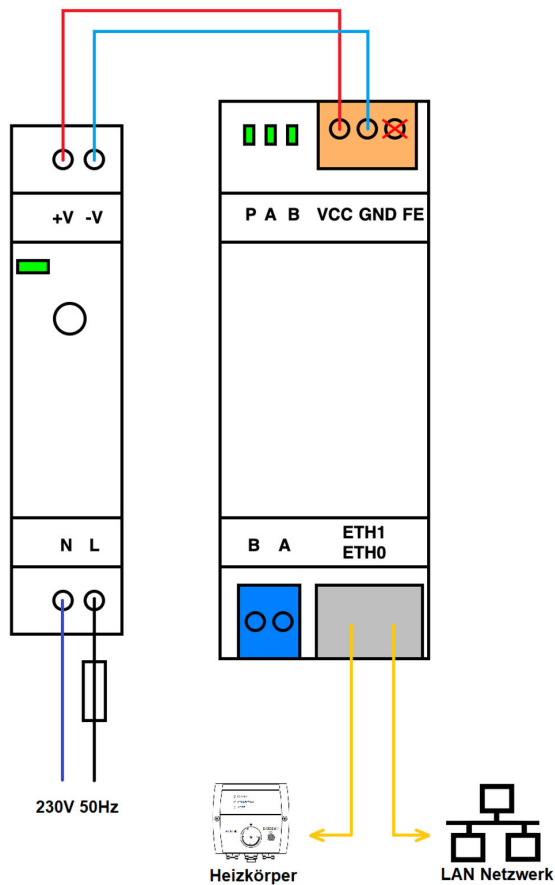 +V -V
P A B VCC GND FE
N L
B A ETH1
ETH0
230V 50Hz
Heizkörper
LAN Netzwerk